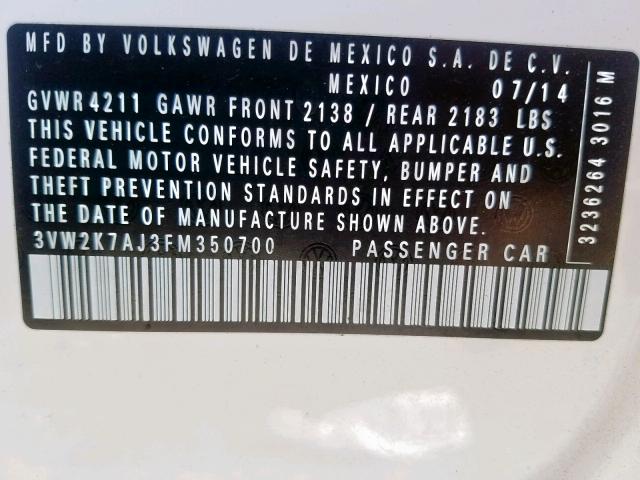 MFD BY VOLKSWAGEN DE MEXICO S.A. DE C.V.
MEXICO 07/14
GVWR 4211 GAWR FRONT 2138 / REAR 2183 LBS
THIS VEHICLE CONFORMS TO ALL APPLICABLE U.S.
FEDERAL MOTOR VEHICLE SAFETY, BUMPER AND
THEFT PREVENTION STANDARDS IN EFFECT ON
THE DATE OF MANUFACTURE SHOWN ABOVE.
3VW2K7AJ3FM350700 PASSENGER CAR
3236264 3016 M